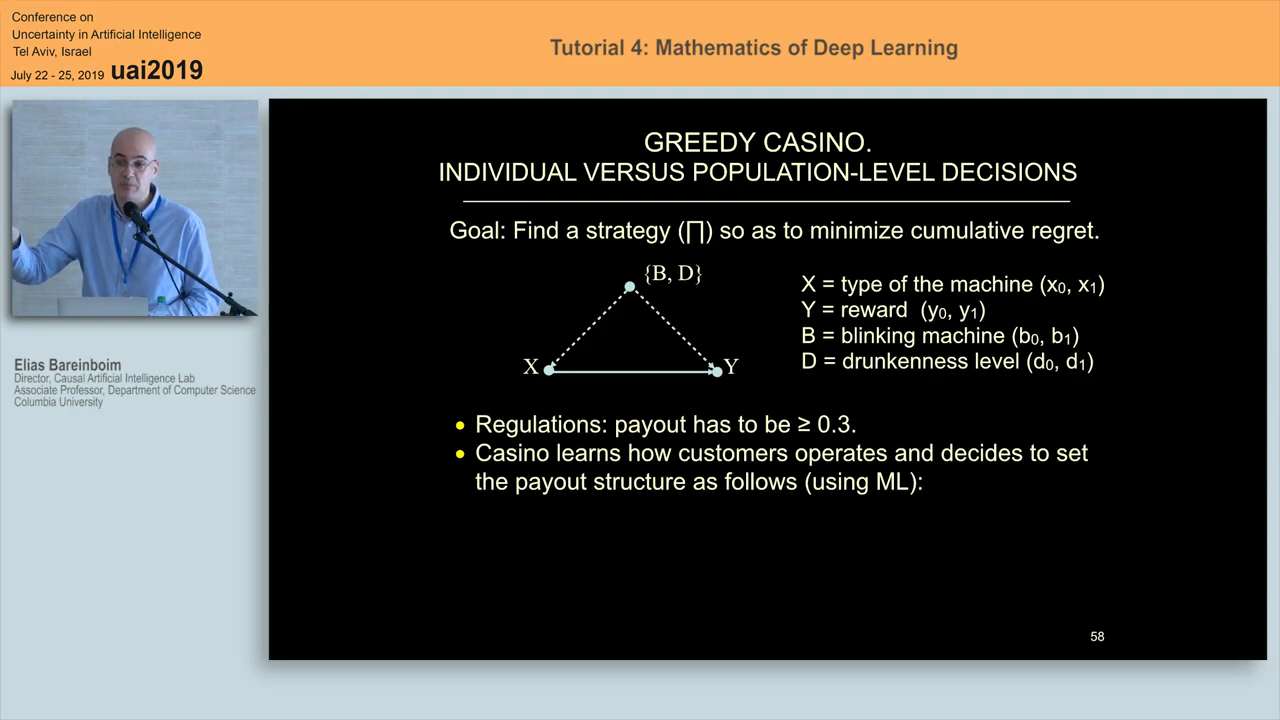 Conference on
Uncertainty in Artificial Intelligence
Tel Aviv, Israel
July 22 - 25, 2019 uai2019
Tutorial 4: Mathematics of Deep Learning
Elias Bareinboim
Director, Causal Artificial Intelligence Lab
Associate Professor, Department of Computer Science
Columbia University
GREEDY CASINO.
INDIVIDUAL VERSUS POPULATION-LEVEL DECISIONS
Goal: Find a strategy (∏) so as to minimize cumulative regret.
{B, D}
X
Y
X = type of the machine (x₀, x₁)
Y = reward (y₀, y₁)
B = blinking machine (b₀, b₁)
D = drunkenness level (d₀, d₁)
• Regulations: payout has to be ≥ 0.3.
• Casino learns how customers operates and decides to set
the payout structure as follows (using ML):
58